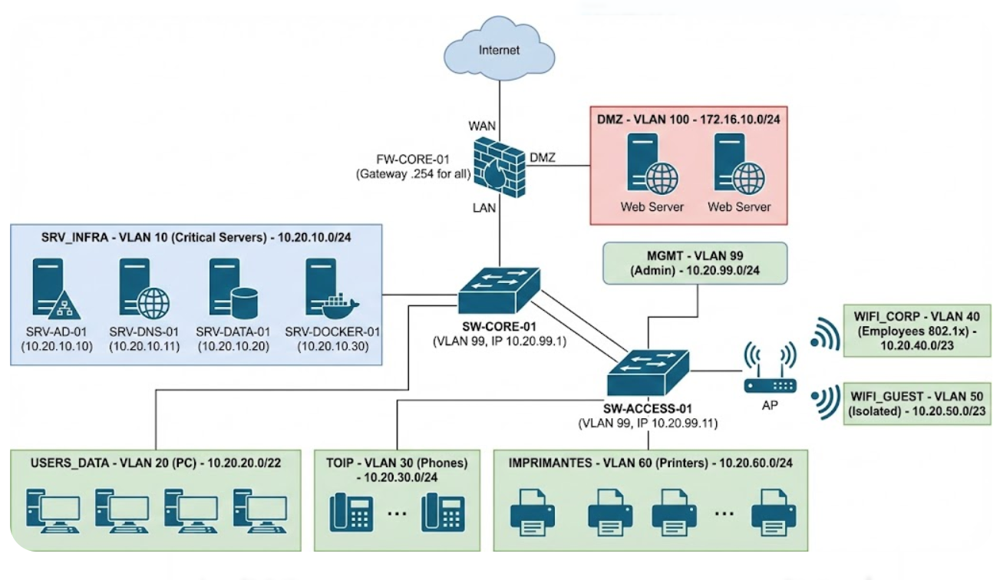 Internet
WAN
DMZ - VLAN 100 - 172.16.10.0/24
FW-CORE-01
(Gateway .254 for all)
DMZ
Web Server
Web Server
LAN
SRV_INFRA - VLAN 10 (Critical Servers) - 10.20.10.0/24
SRV-AD-01
(10.20.10.10)
SRV-DNS-01
(10.20.10.11)
SRV-DATA-01
(10.20.10.20)
SRV-DOCKER-01
(10.20.10.30)
MGMT - VLAN 99
(Admin) - 10.20.99.0/24
SW-CORE-01
(VLAN 99, IP 10.20.99.1)
WIFI_CORP - VLAN 40
(Employees 802.1x) -
10.20.40.0/23
AP
WIFI_GUEST - VLAN 50
(Isolated) - 10.20.50.0/23
SW-ACCESS-01
(VLAN 99, IP 10.20.99.11)
USERS_DATA - VLAN 20 (PC) - 10.20.20.0/22
TOIP - VLAN 30 (Phones)
- 10.20.30.0/24
...
IMPRIMANTES - VLAN 60 (Printers) - 10.20.60.0/24
...